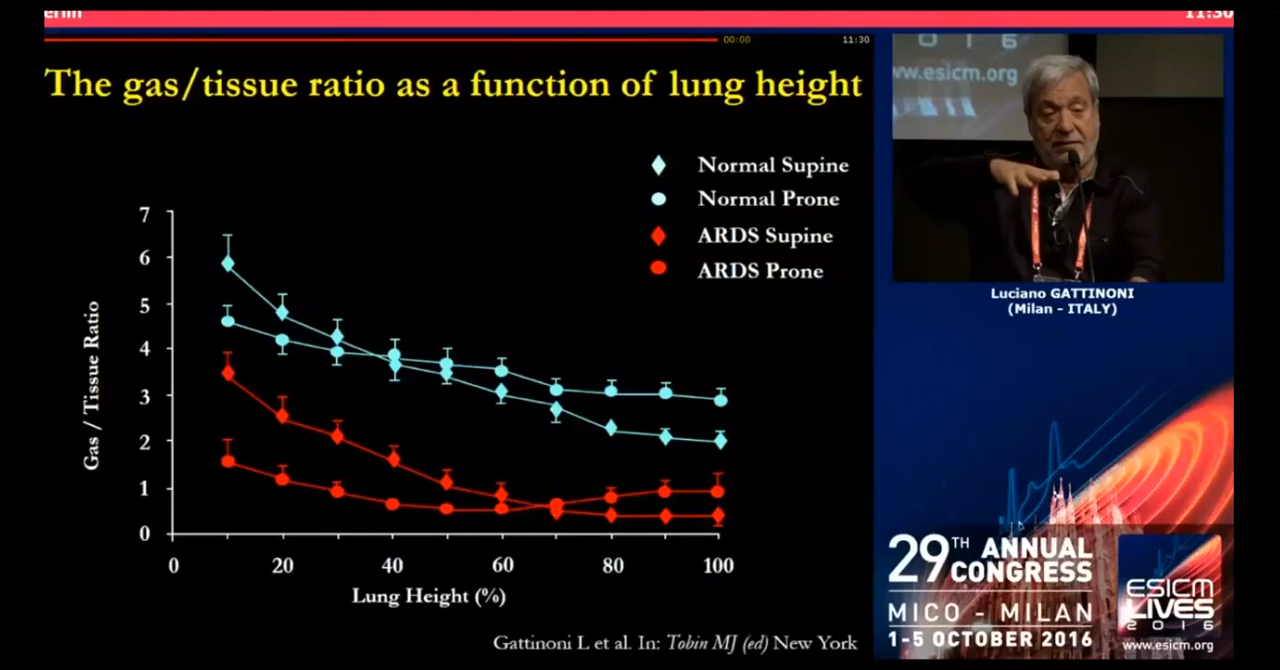 11:30
00:00
11:30
The gas/tissue ratio as a function of lung height
Normal Supine
Normal Prone
ARDS Supine
ARDS Prone
7
6
5
4
3
2
1
0
Gas / Tissue Ratio
0 20 40 60 80 100
Lung Height (%)
Gattinoni L et al. In: Tobin MJ (ed) New York
016
ww.esicm.org
Luciano GATTINONI
(Milan - ITALY)
29TH ANNUAL
CONGRESS
MICO - MILAN
1-5 OCTOBER 2016
ESICM
LIVES
2016
www.esicm.org